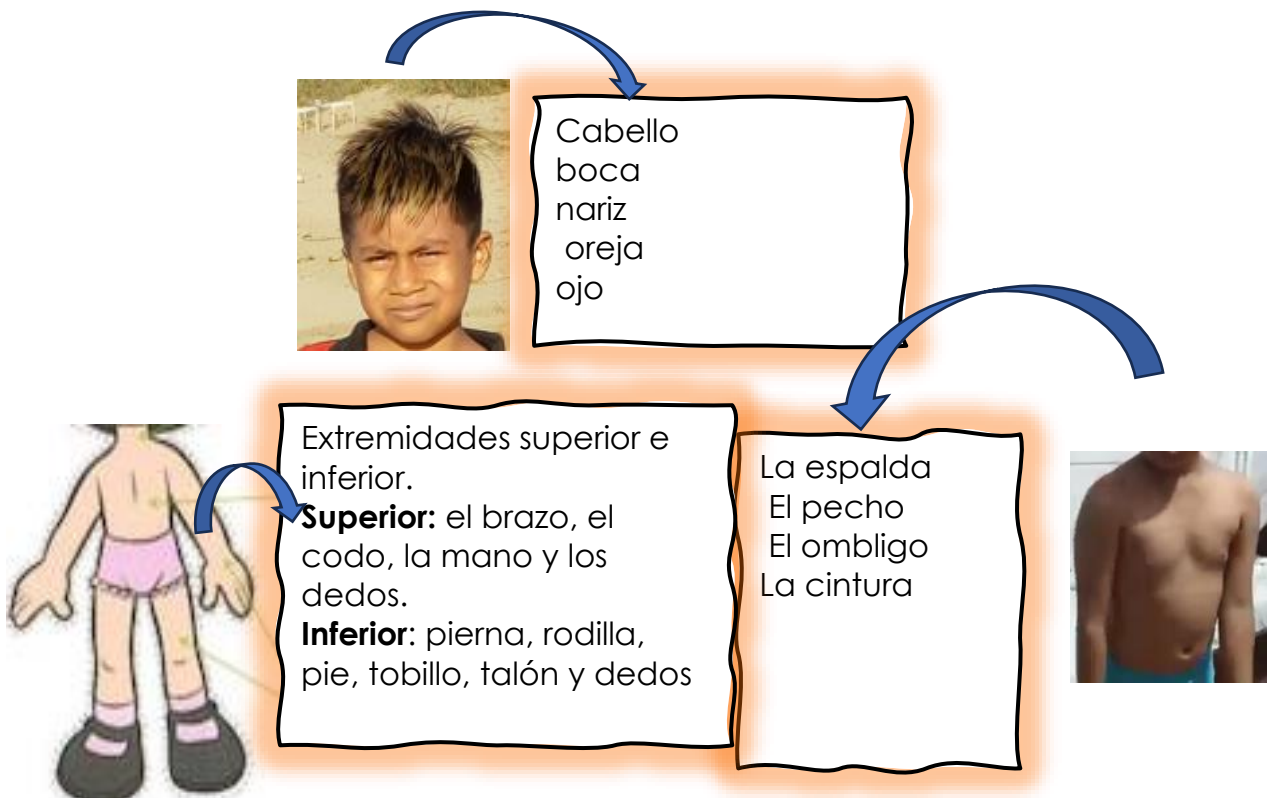 Cabello
boca
nariz
oreja
ojo
Extremidades superior e
inferior.
Superior: el brazo, el
codo, la mano y los
dedos.
Inferior: pierna, rodilla,
pie, tobillo, talón y dedos
La espalda
El pecho
El ombligo
La cintura